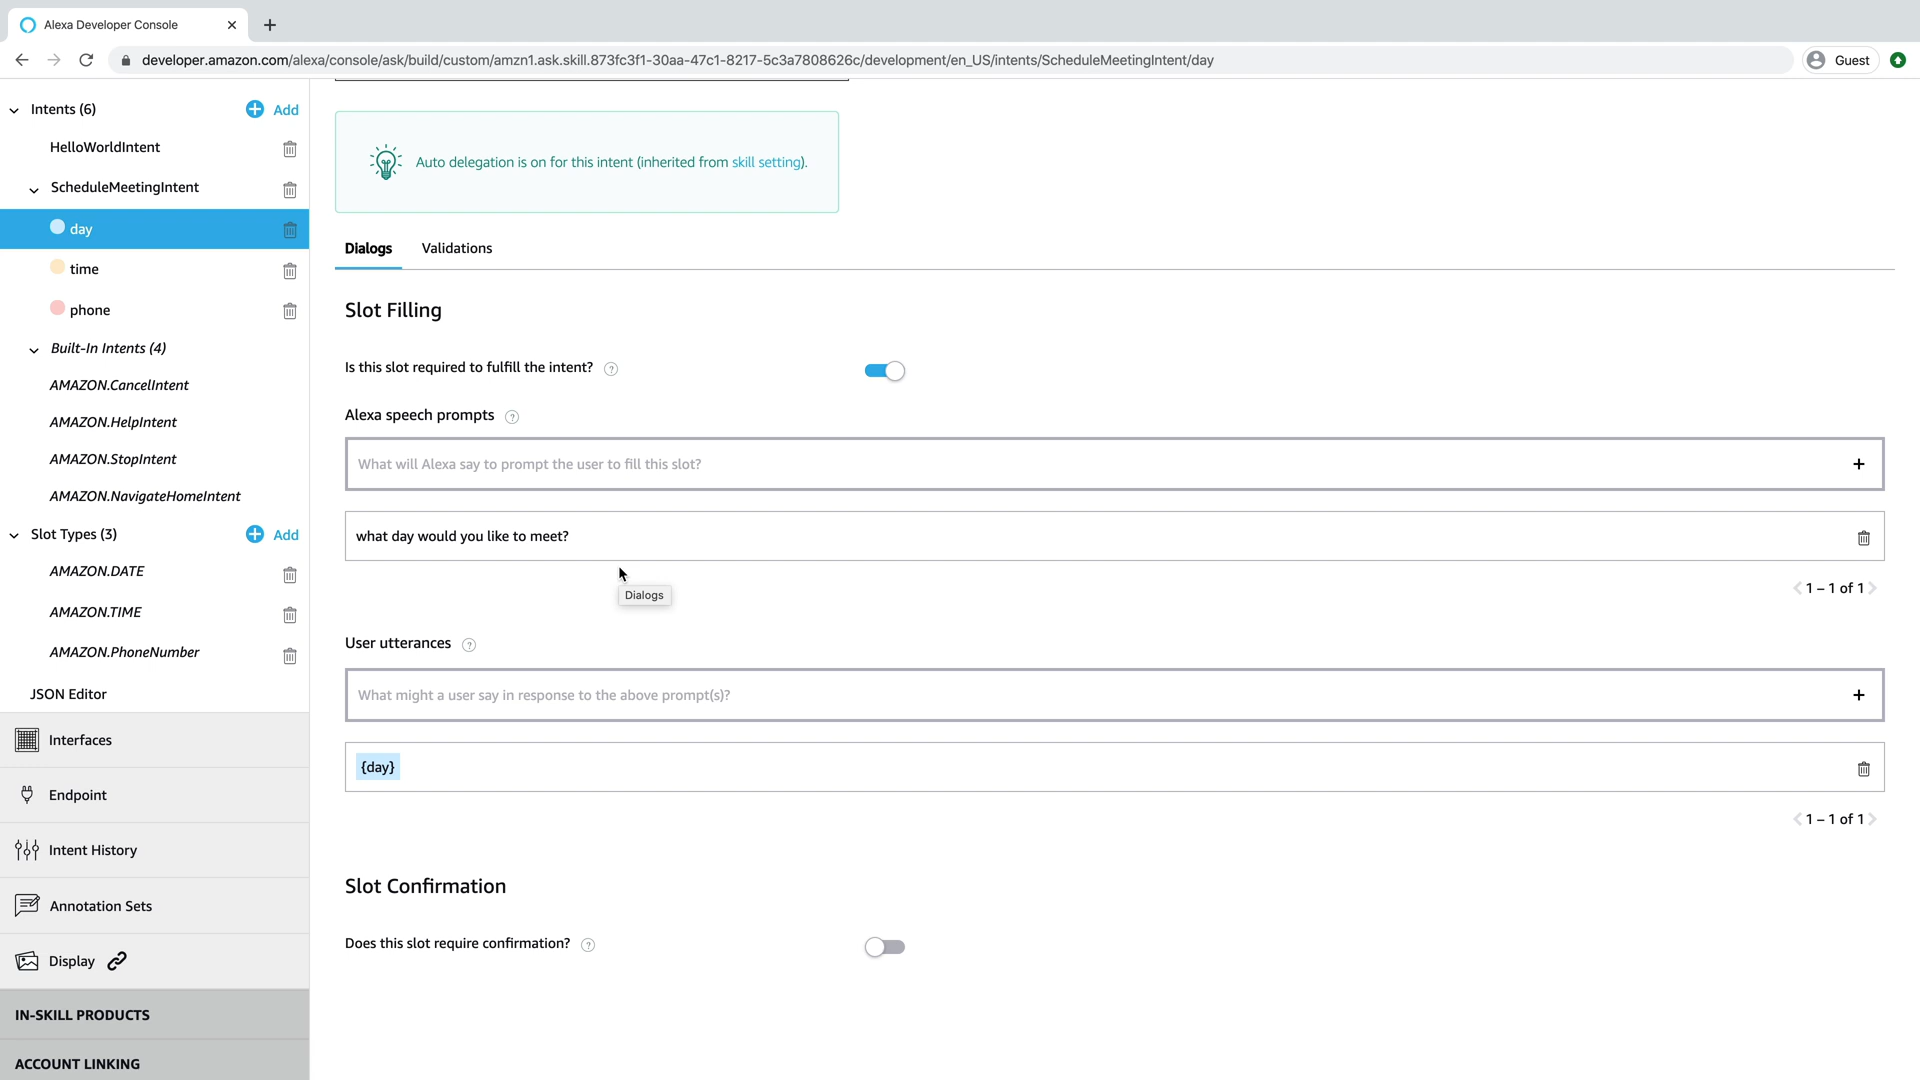 Alexa Developer Console
developer.amazon.com/alexa/console/ask/build/custom/amzn1.ask.skill.873fc3f1-30aa-47c1-8217-5c3a7808626c/development/en_US/intents/ScheduleMeetingIntent/day
Guest
Intents (6)
Add
HelloWorldIntent
ScheduleMeetingIntent
day
time
phone
Built-In Intents (4)
AMAZON.CancelIntent
AMAZON.HelpIntent
AMAZON.StopIntent
AMAZON.NavigateHomeIntent
Slot Types (3)
Add
AMAZON.DATE
AMAZON.TIME
AMAZON.PhoneNumber
JSON Editor
Interfaces
Endpoint
Intent History
Annotation Sets
Display
IN-SKILL PRODUCTS
ACCOUNT LINKING
Auto delegation is on for this intent (inherited from skill setting).
Dialogs
Validations
Slot Filling
Is this slot required to fulfill the intent? ?
Alexa speech prompts ?
What will Alexa say to prompt the user to fill this slot? +
what day would you like to meet?
Dialogs
1 – 1 of 1
User utterances ?
What might a user say in response to the above prompt(s)? +
{day}
1 – 1 of 1
Slot Confirmation
Does this slot require confirmation? ?